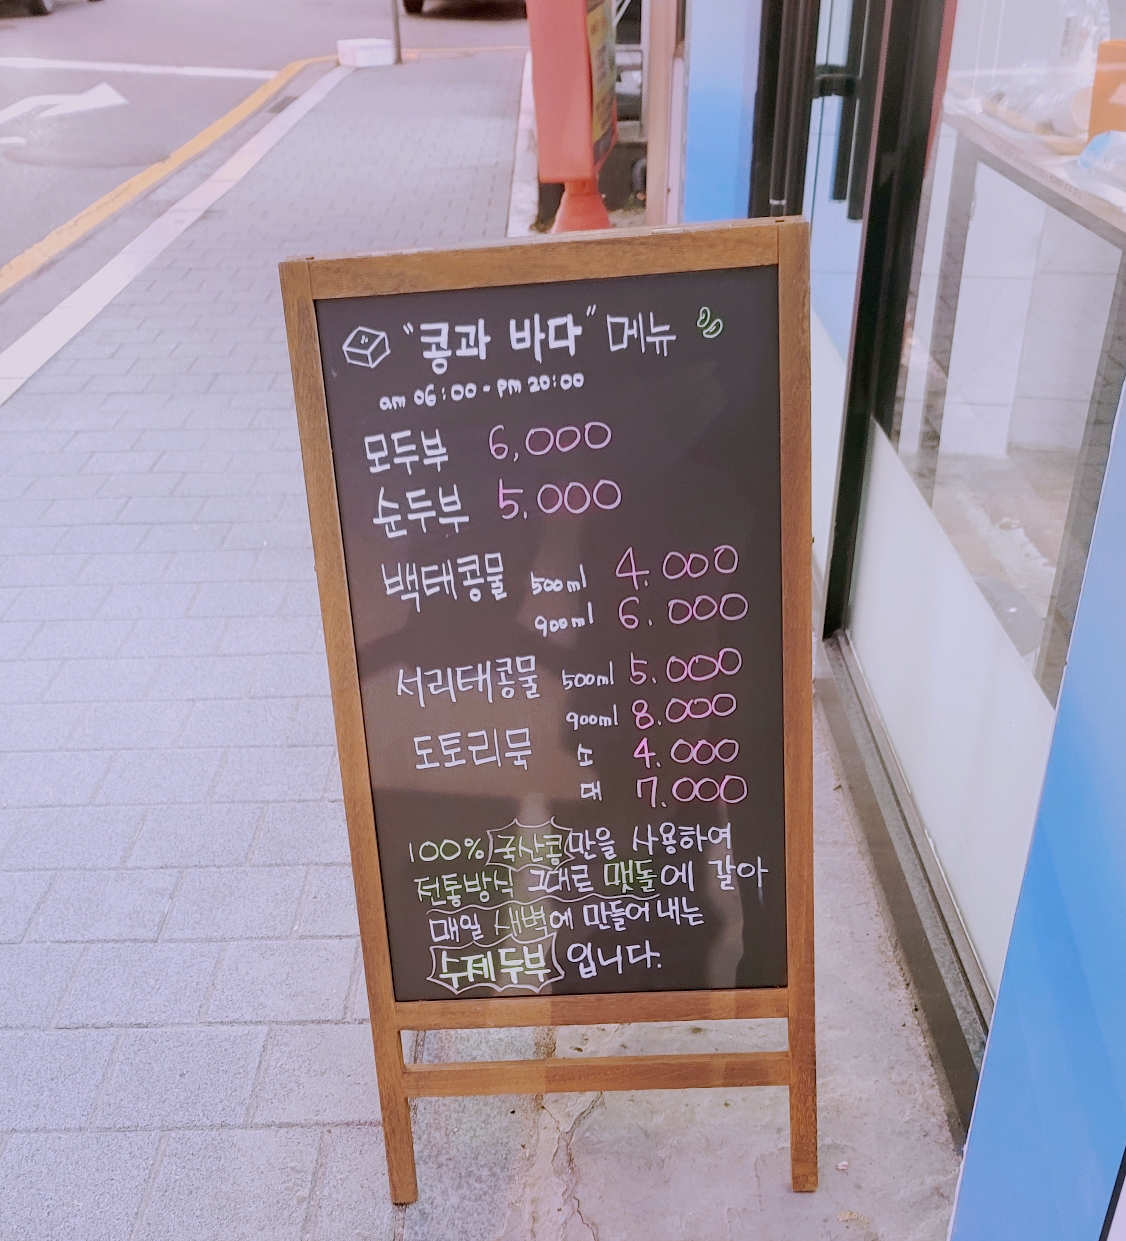 "콩과 바다" 메뉴
am 06:00 - pm 20:00
모두부 6,000
순두부 5.000
백태콩물 500ml 4.000
900ml 6.000
서리태콩물 500ml 5.000
900ml 8.000
도토리묵 소 4.000
대 7.000
100% 국산콩만을 사용하여
전통방식 그대로 맷돌에 갈아
매일 새벽에 만들어 내는
수제두부 입니다.